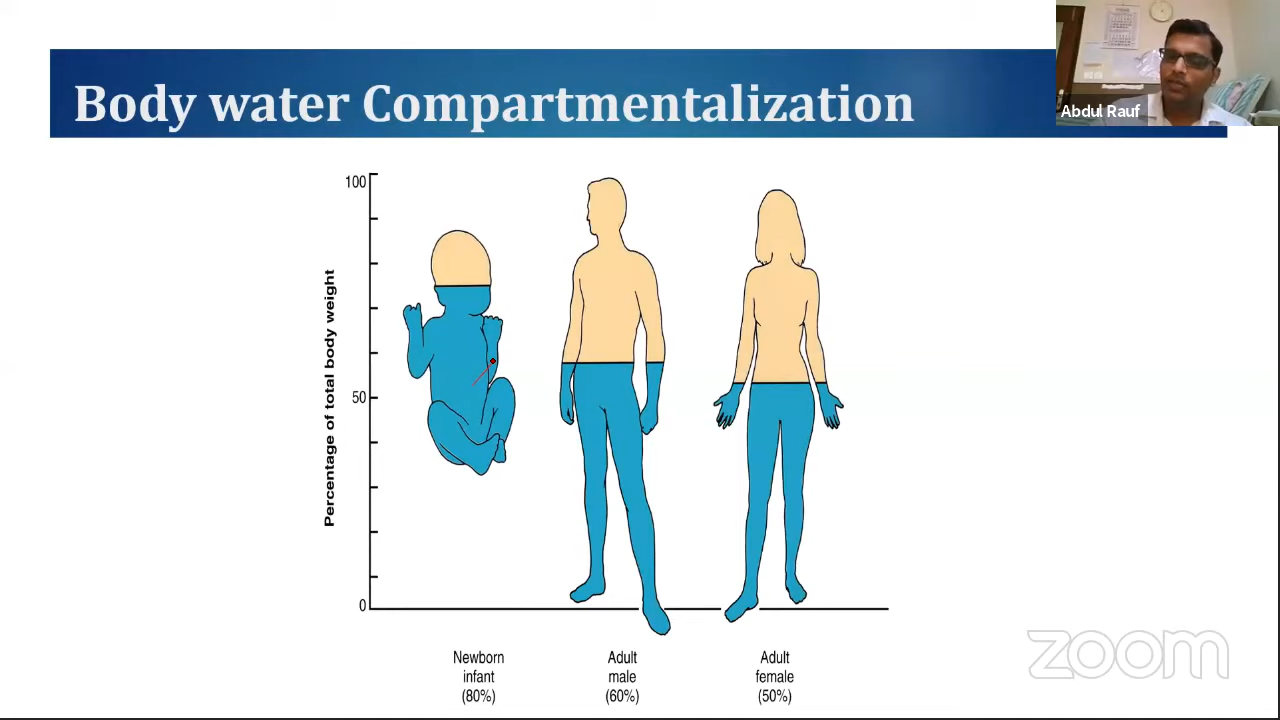 Body water Compartmentalization
Abdul Rauf
Percentage of total body weight
100
50
0
Newborn
infant
(80%)
Adult
male
(60%)
Adult
female
(50%)
zoom